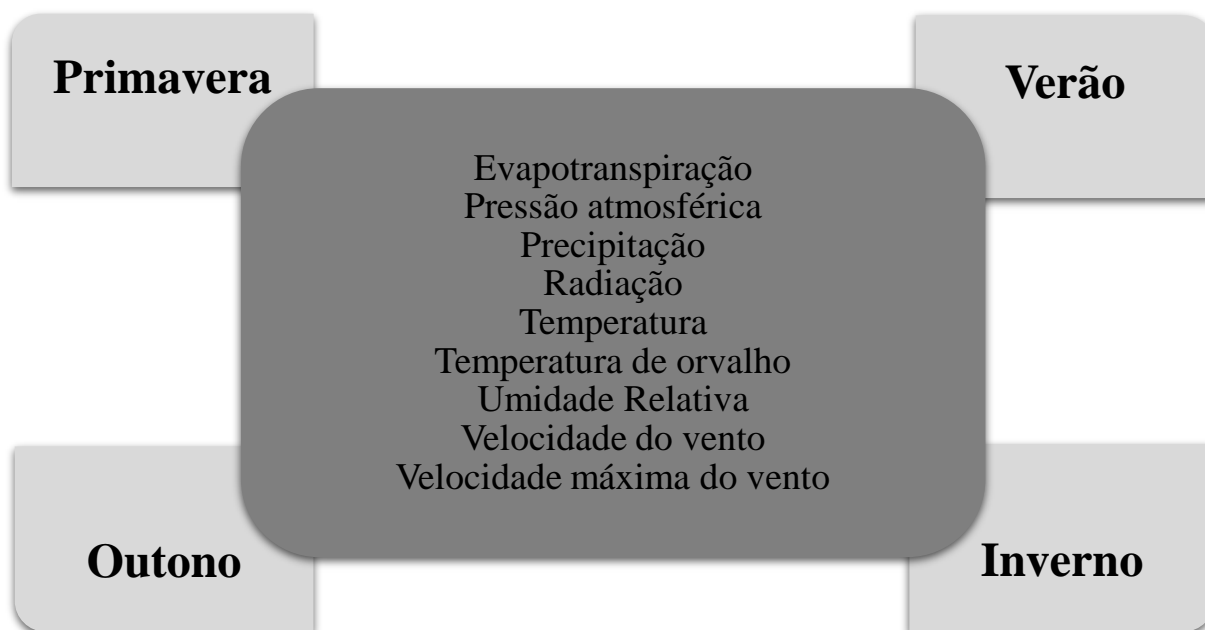 Primavera
Verão
Evapotranspiração
Pressão atmosférica
Precipitação
Radiação
Temperatura
Temperatura de orvalho
Umidade Relativa
Velocidade do vento
Velocidade máxima do vento
Outono
Inverno